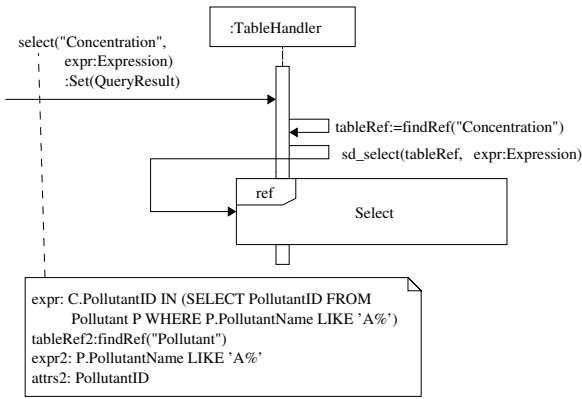 :TableHandler
select("Concentration",
expr:Expression)
:Set(QueryResult)
tableRef:=findRef("Concentration")
sd_select(tableRef, expr:Expression)
ref
Select
expr: C.PollutantID IN (SELECT PollutantID FROM
Pollutant P WHERE P.PollutantName LIKE ’A%’)
tableRef2:findRef("Pollutant")
expr2: P.PollutantName LIKE ’A%’
attrs2: PollutantID